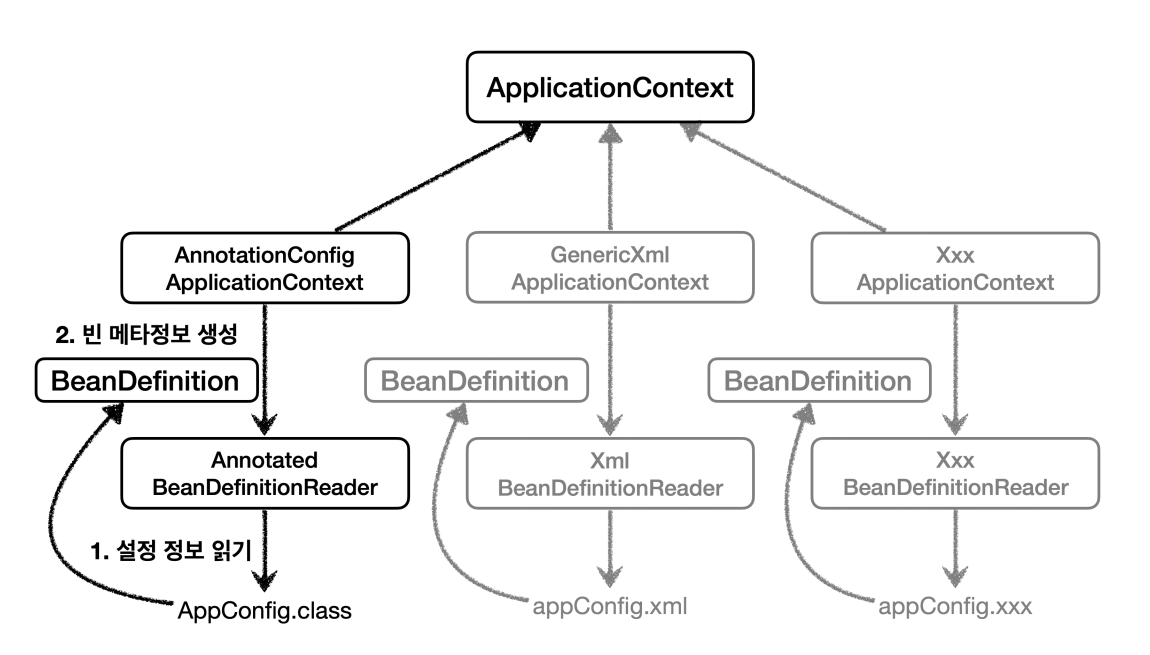 ApplicationContext
AnnotationConfig
ApplicationContext
GenericXml
ApplicationContext
Xxx
ApplicationContext
2. 빈 메타정보 생성
BeanDefinition
BeanDefinition
BeanDefinition
Annotated
BeanDefinitionReader
Xml
BeanDefinitionReader
Xxx
BeanDefinitionReader
1. 설정 정보 읽기
AppConfig.class
appConfig.xml
appConfig.xxx